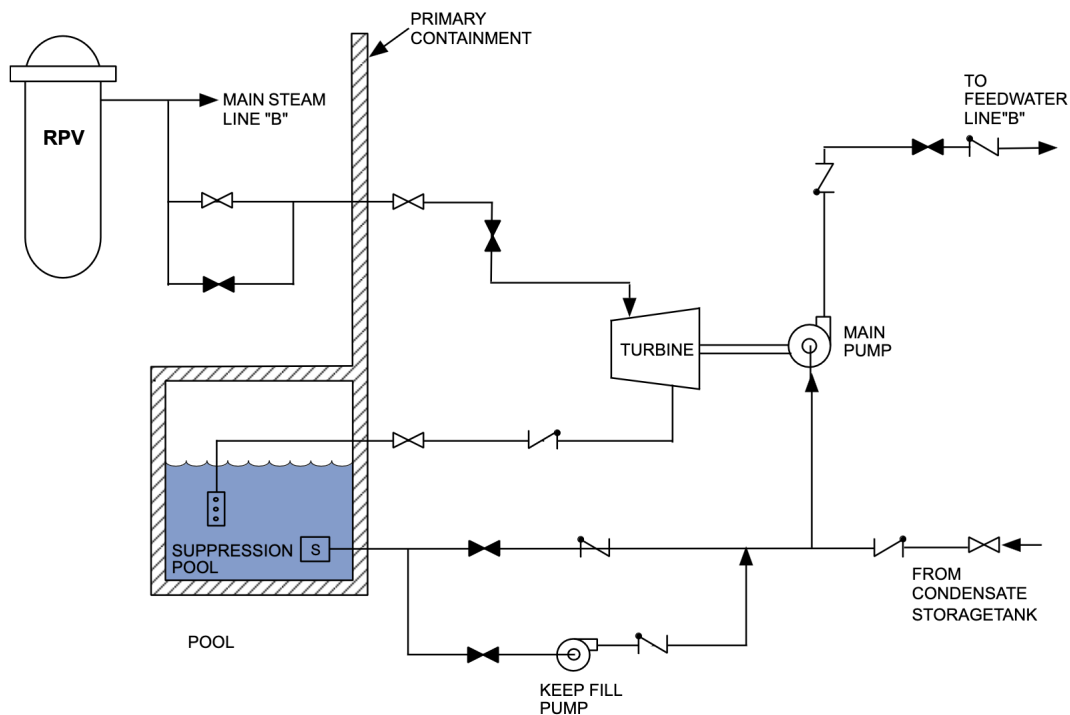 PRIMARY
CONTAINMENT
RPV
MAIN STEAM
LINE "B"
TO
FEEDWATER
LINE"B"
TURBINE
MAIN
PUMP
S
SUPPRESSION
POOL
FROM
CONDENSATE
STORAGETANK
POOL
KEEP FILL
PUMP